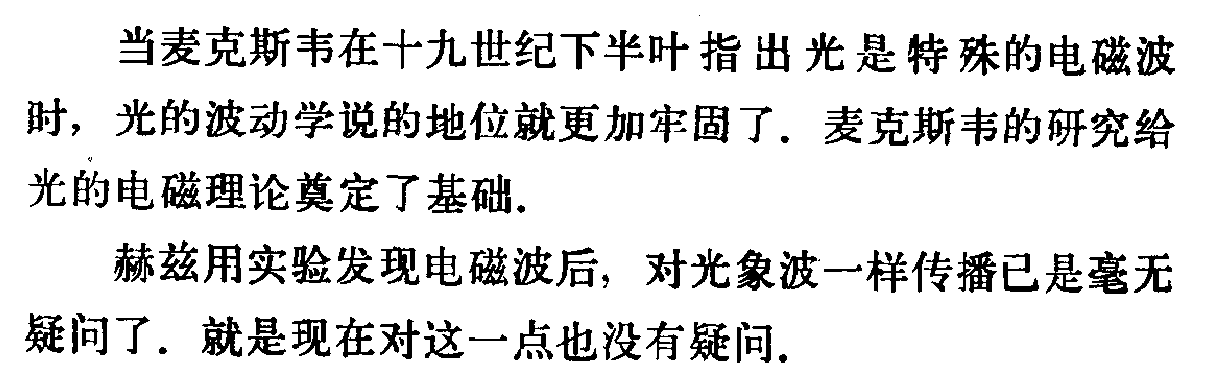 当麦克斯韦在十九世纪下半叶指出光是特殊的电磁波
时，光的波动学说的地位就更加牢固了．麦克斯韦的研究给
光的电磁理论奠定了基础．
赫兹用实验发现电磁波后，对光象波一样传播已是毫无
疑问了．就是现在对这一点也没有疑问．